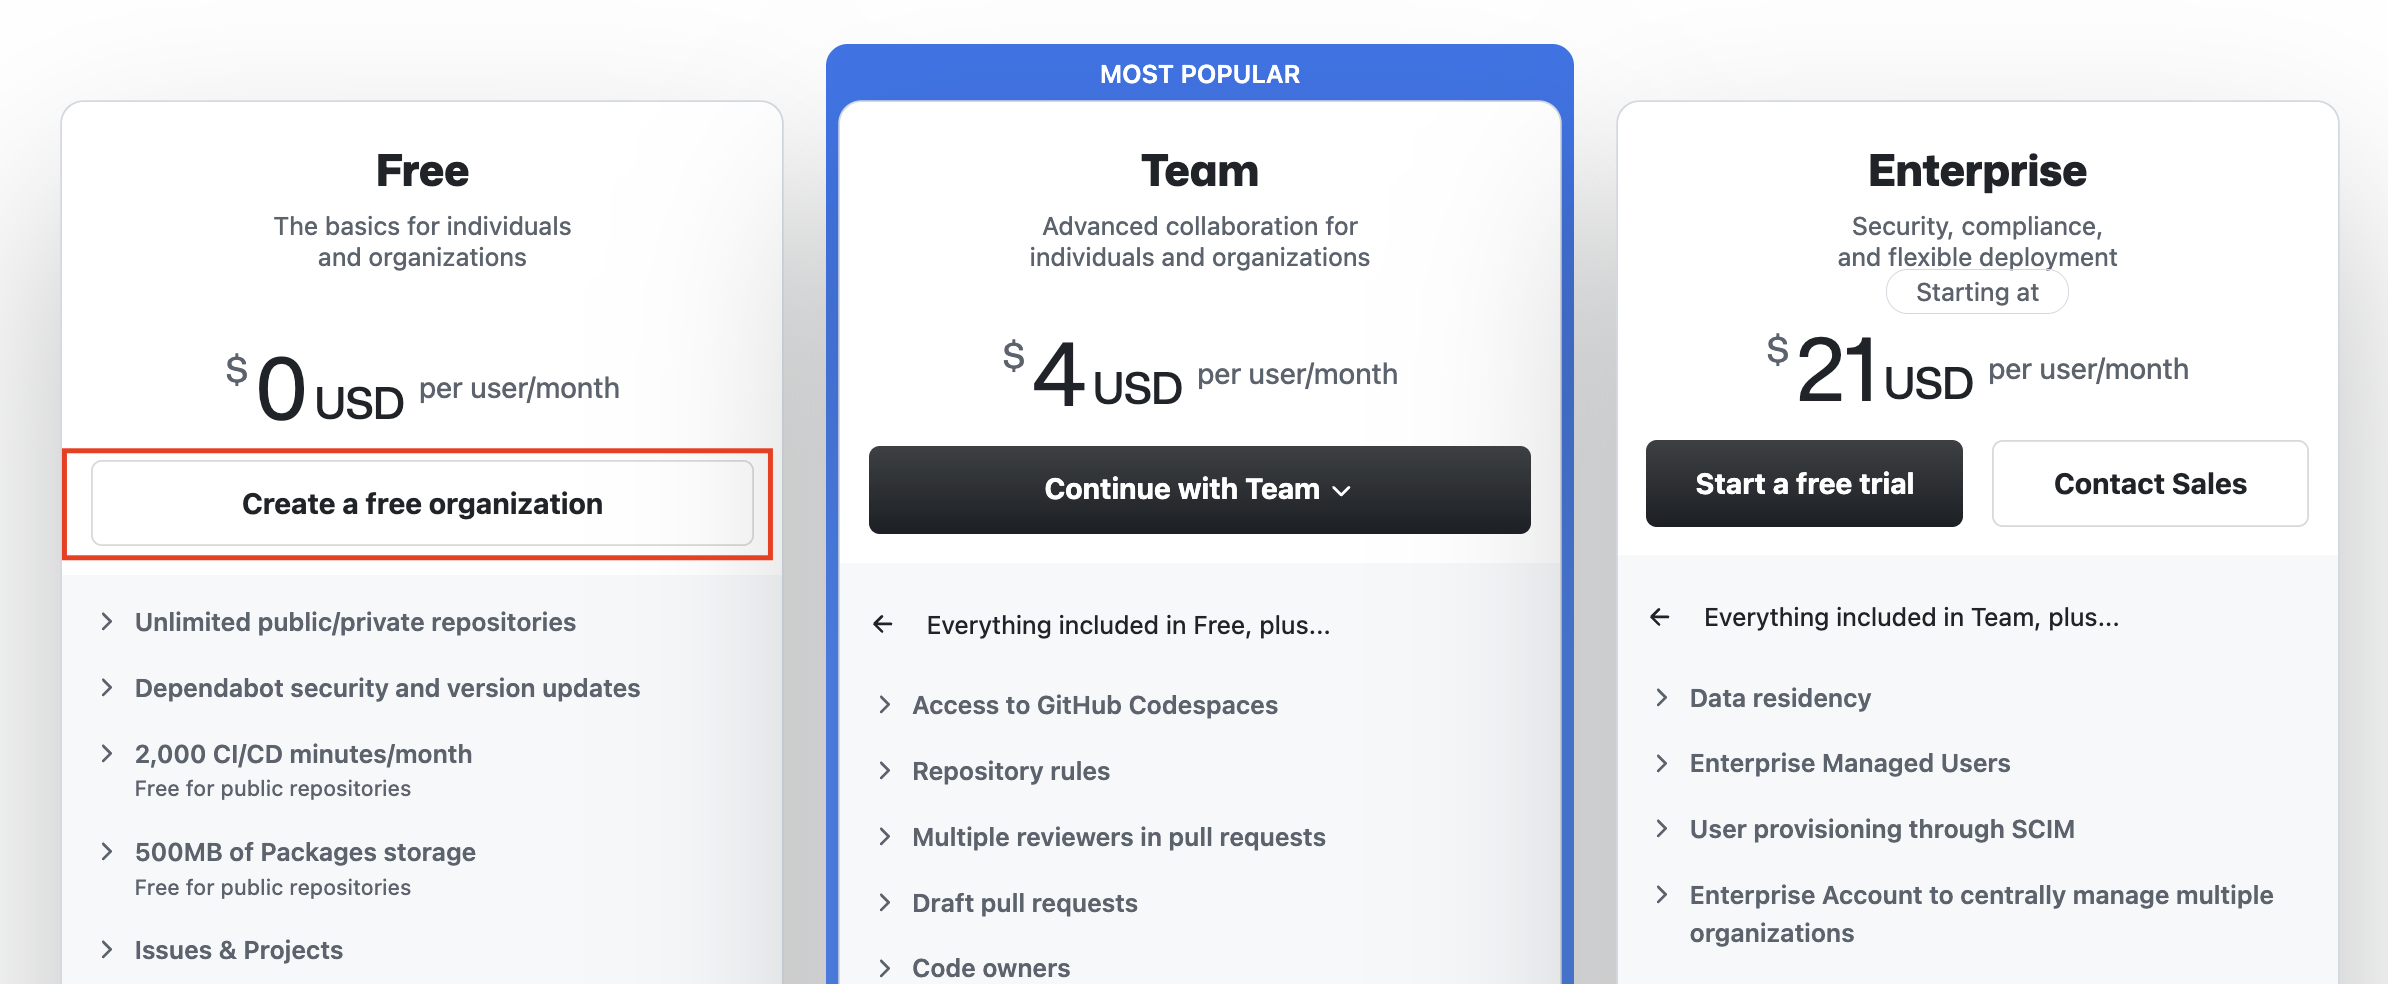 Free
The basics for individuals
and organizations
$ 0 USD per user/month
Create a free organization
Unlimited public/private repositories
Dependabot security and version updates
2,000 CI/CD minutes/month
Free for public repositories
500MB of Packages storage
Free for public repositories
Issues & Projects
MOST POPULAR
Team
Advanced collaboration for
individuals and organizations
$ 4 USD per user/month
Continue with Team
Everything included in Free, plus...
Access to GitHub Codespaces
Repository rules
Multiple reviewers in pull requests
Draft pull requests
Code owners
Enterprise
Security, compliance,
and flexible deployment
Starting at
$ 21 USD per user/month
Start a free trial
Contact Sales
Everything included in Team, plus...
Data residency
Enterprise Managed Users
User provisioning through SCIM
Enterprise Account to centrally manage multiple
organizations